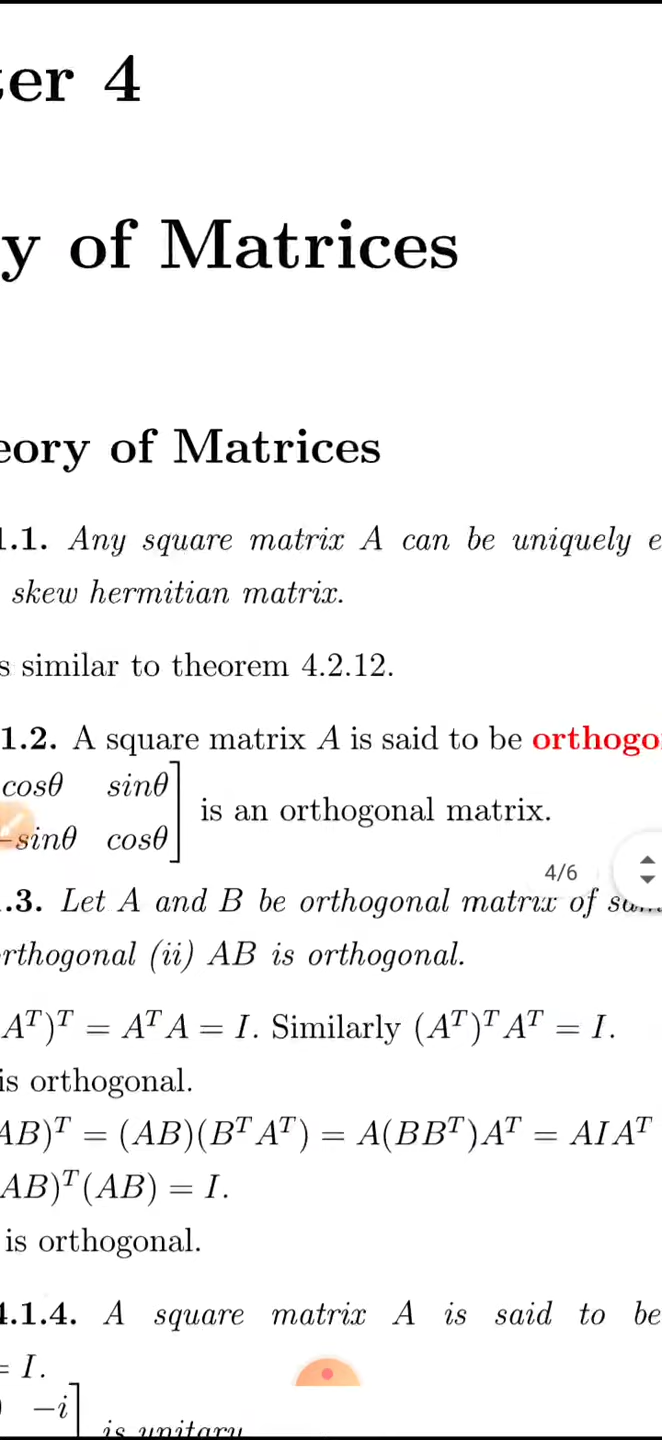 er 4
y of Matrices
eory of Matrices
1.1. Any square matrix A can be uniquely e
skew hermitian matrix.
s similar to theorem 4.2.12.
1.2. A square matrix A is said to be orthogo
cosθ sinθ
−sinθ cosθ] is an orthogonal matrix.
4/6
.3. Let A and B be orthogonal matrix of
rthogonal (ii) AB is orthogonal.
A^T)^T = A^T A = I. Similarly (A^T)^T A^T = I.
is orthogonal.
AB)^T = (AB)(B^T A^T) = A(BB^T)A^T = AIA^T
AB)^T(AB) = I.
is orthogonal.
4.1.4. A square matrix A is said to be
= I.
−i] is unitary